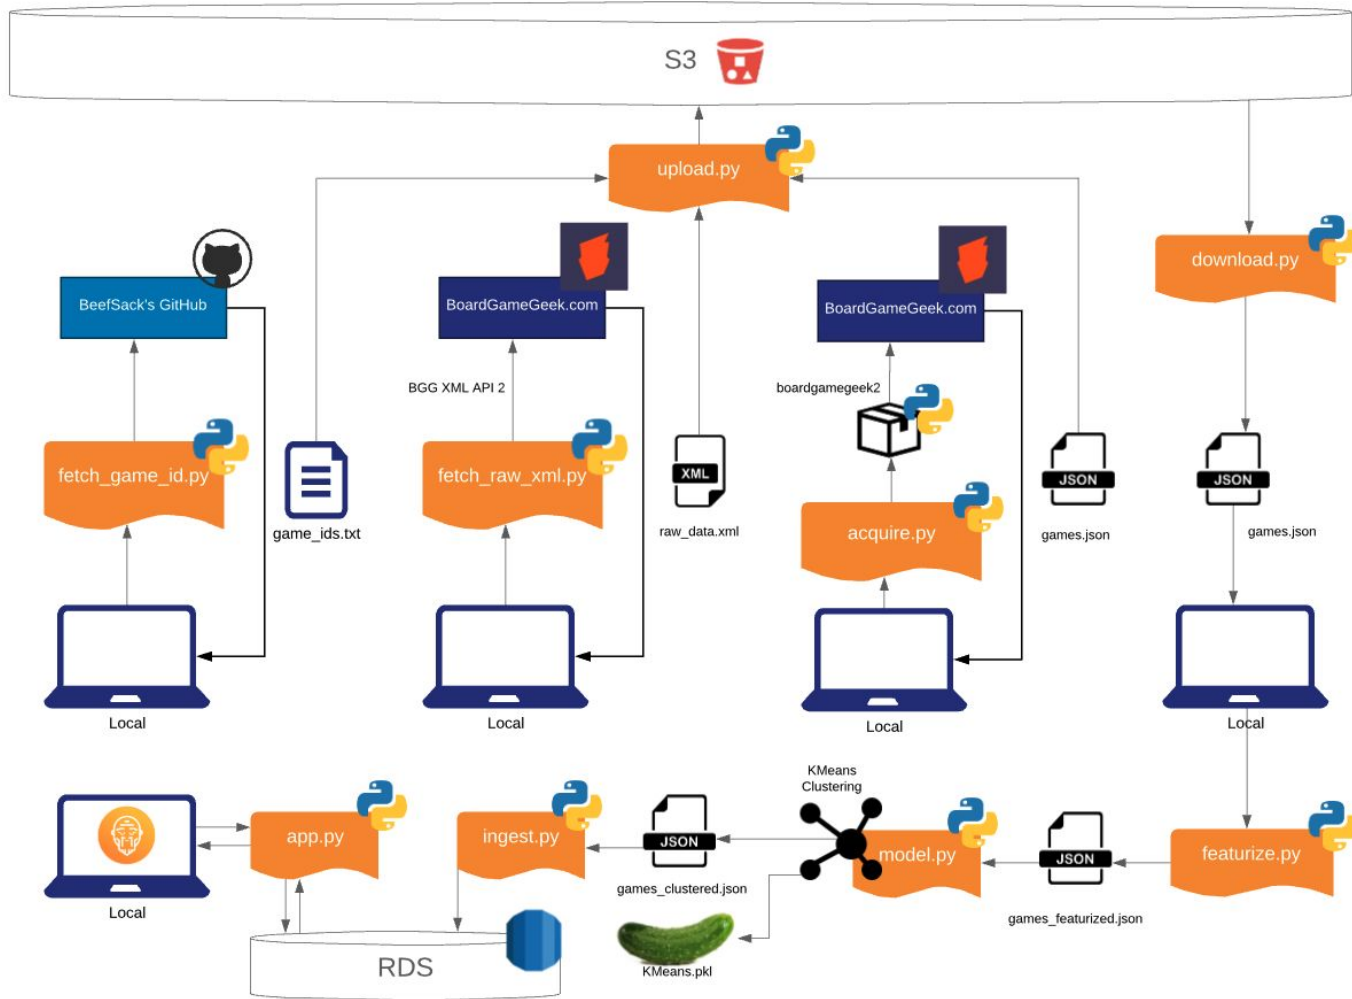 S3
upload.py
download.py
BeefSack's GitHub
BoardGameGeek.com
BoardGameGeek.com
BGG XML API 2
boardgamegeek2
fetch_game_id.py
game_ids.txt
fetch_raw_xml.py
XML
raw_data.xml
acquire.py
JSON
games.json
JSON
games.json
Local
Local
Local
Local
KMeans
Clustering
app.py
ingest.py
JSON
games_clustered.json
model.py
JSON
games_featurized.json
featurize.py
Local
RDS
KMeans.pkl